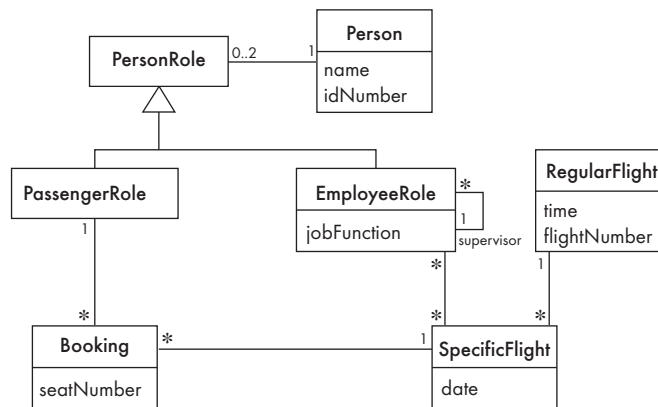 PersonRole
0..2
1
Person
name
idNumber
PassengerRole
EmployeeRole
jobFunction
*
1
supervisor
RegularFlight
time
flightNumber
1
*
1
*
*
*
Booking
seatNumber
*
1
SpecificFlight
date